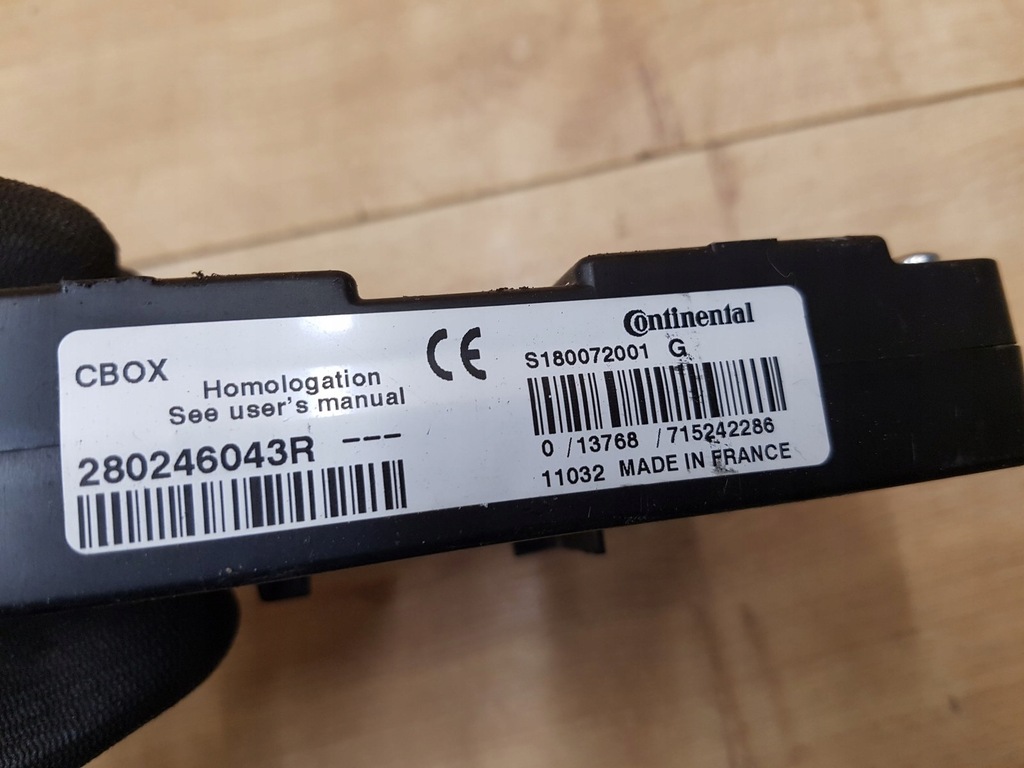 CBOX
Homologation
See user's manual
280246043R ---
CE
Continental
S180072001 G
0 /13768 /715242286
11032 MADE IN FRANCE